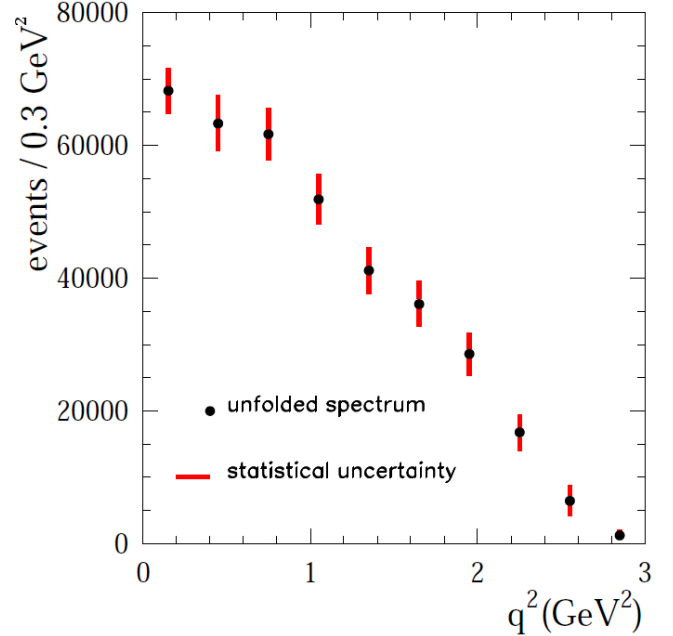 events / 0.3 GeV²
80000
60000
40000
20000
0
unfolded spectrum
statistical uncertainty
0 1 2 3
q² (GeV²)